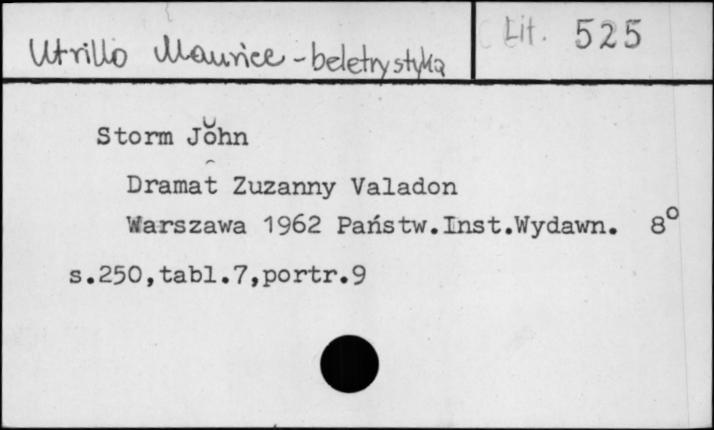 Utrillo Maurice - beletrystyka
Lit. 525
Storm John
Dramat Zuzanny Valadon
Warszawa 1962 Państw.Inst.Wydawn. 8º
s.250,tabl.7,portr.9